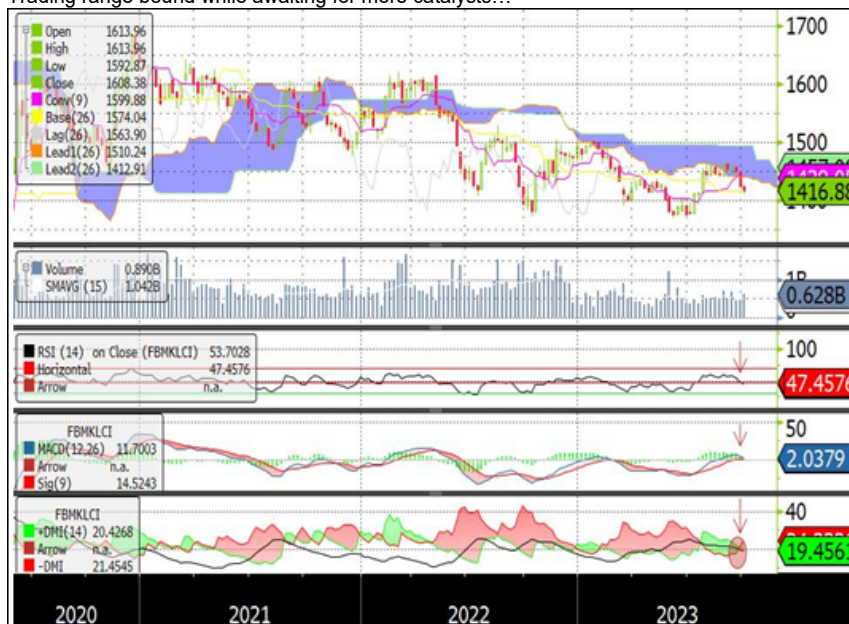 Trading range bound while awaiting for more catalysts…
Open 1613.96
High 1613.96
Low 1592.87
Close 1608.38
Conv(9) 1599.88
Base(26) 1574.04
Lag(26) 1563.90
Lead1(26) 1510.24
Lead2(26) 1412.91
1700
1600
1500
1416.88
Volume 0.890B
SMAVG (15) 1.042B
0.628B
RSI (14) on Close (FBMKLCI) 53.7028
Horizontal 47.4576
Arrow n.a.
100
47.4576
FBMKLCI
MACD(12,26) 11.7003
Arrow n.a.
Sig(9) 14.5243
50
2.0379
FBMKLCI
+DMI(14) 20.4268
Arrow n.a.
-DMI 21.4545
40
19.4561
2020 2021 2022 2023